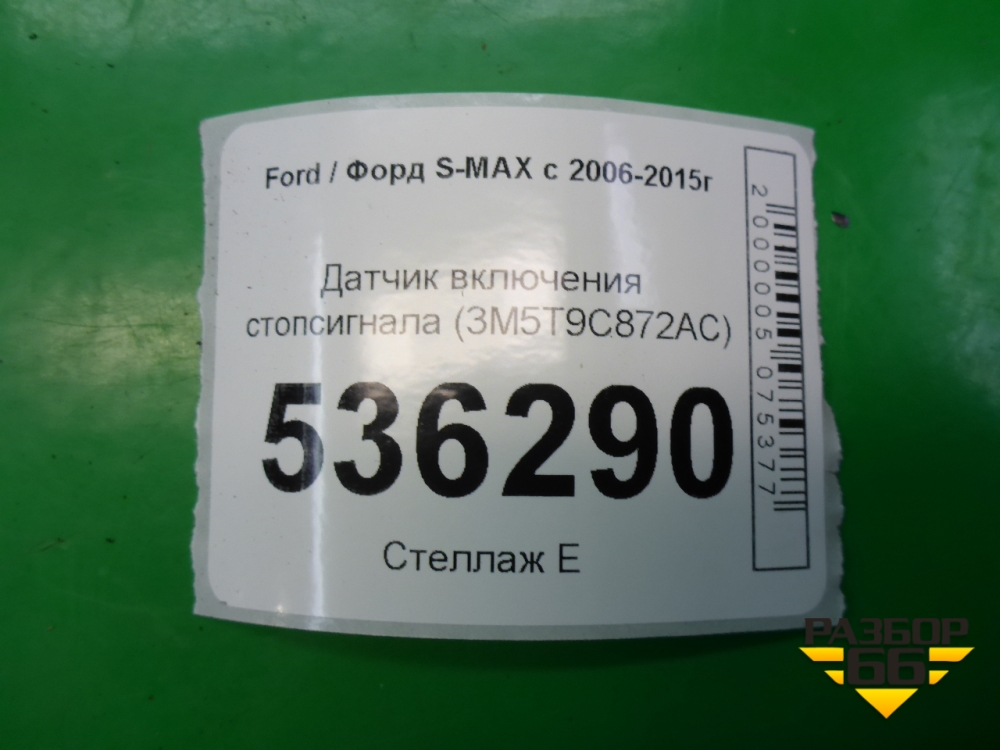 Ford / Форд S-MAX с 2006-2015г
Датчик включения
стопсигнала (3M5T9C872AC)
536290
Стеллаж Е
2000005075377
РАЗБОР
66